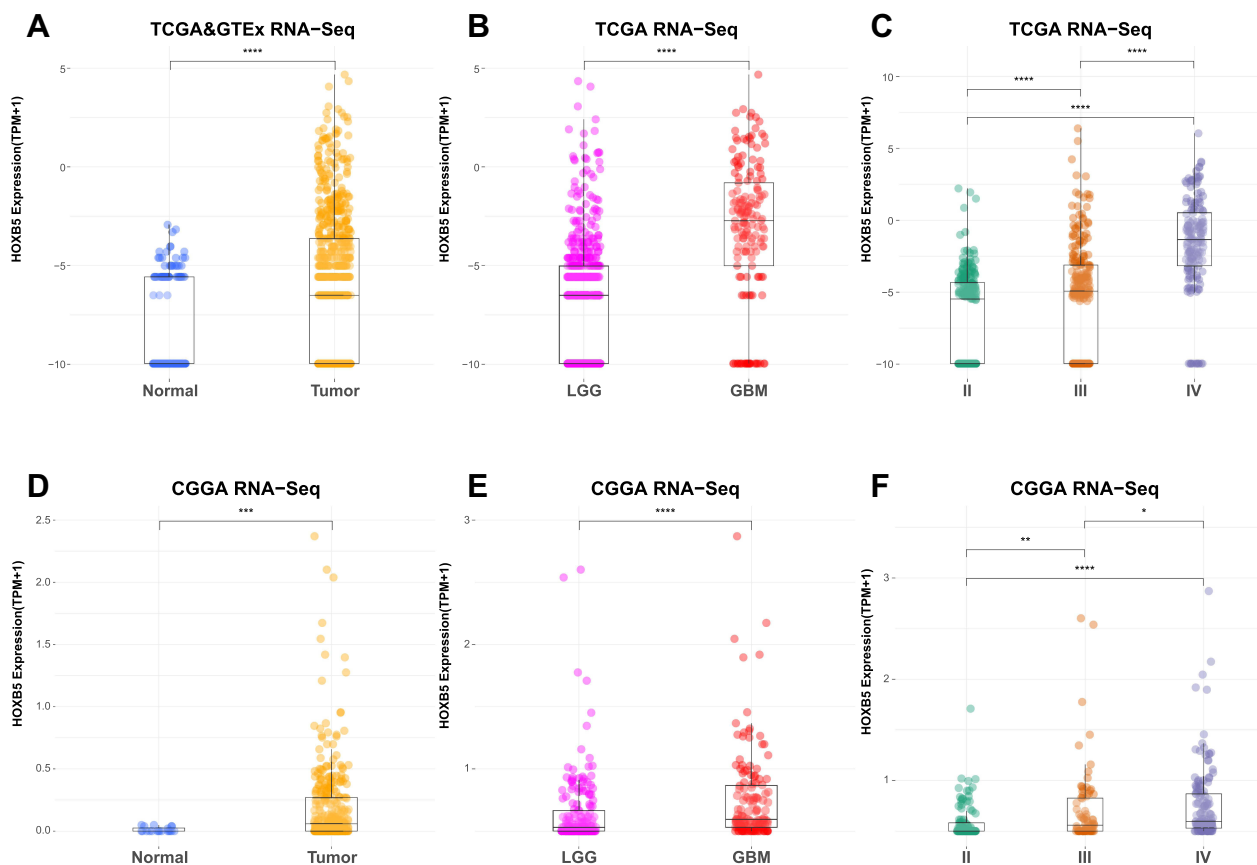 A
TCGA&GTEx RNA−Seq
****
HOXB5 Expression(TPM+1)
5
0
−5
−10
Normal
Tumor
B
TCGA RNA−Seq
****
HOXB5 Expression(TPM+1)
5
0
−5
−10
LGG
GBM
C
TCGA RNA−Seq
****
****
****
HOXB5 Expression(TPM+1)
10
5
0
−5
−10
II
III
IV
D
CGGA RNA−Seq
***
HOXB5 Expression(TPM+1)
2.5
2.0
1.5
1.0
0.5
0.0
Normal
Tumor
E
CGGA RNA−Seq
****
HOXB5 Expression(TPM+1)
3
2
1
LGG
GBM
F
CGGA RNA−Seq
*
**
****
HOXB5 Expression(TPM+1)
3
2
1
II
III
IV